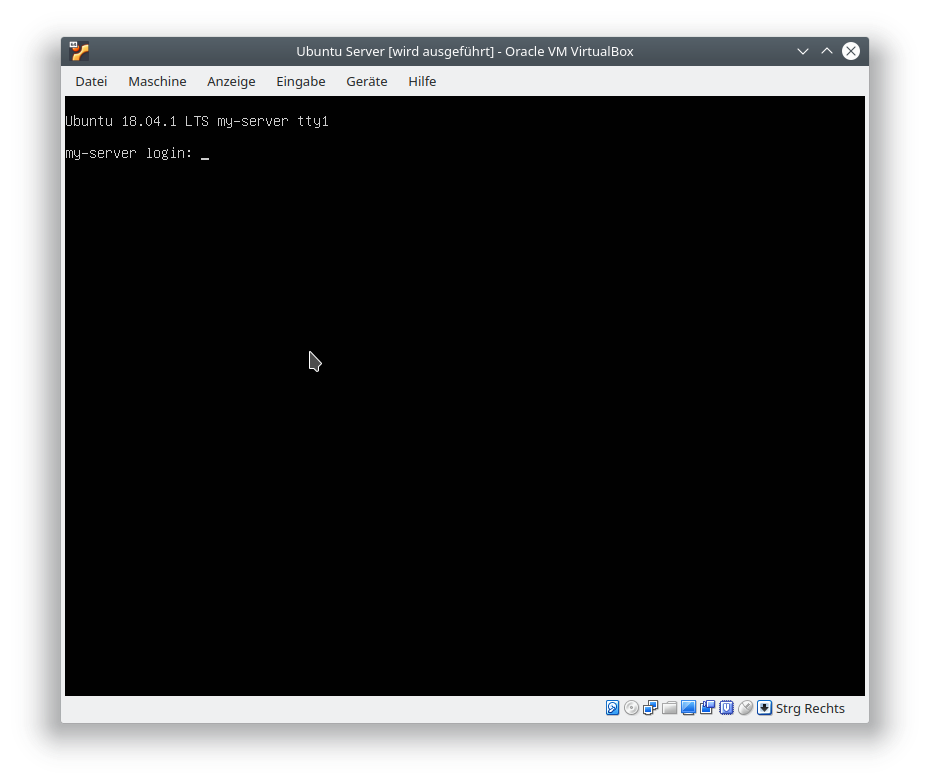 Ubuntu Server [wird ausgeführt] - Oracle VM VirtualBox
Datei Maschine Anzeige Eingabe Geräte Hilfe
Ubuntu 18.04.1 LTS my-server tty1
my-server login: _
Strg Rechts